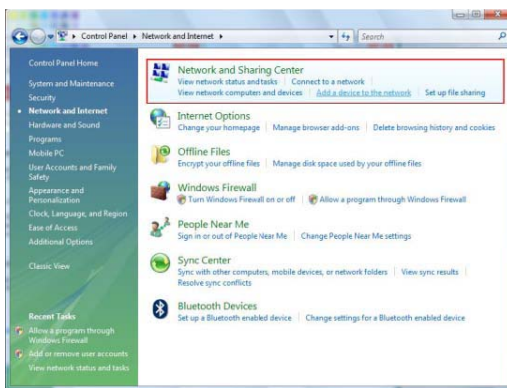 Control Panel ▸ Network and Internet ▸
Search
Control Panel Home
System and Maintenance
Security
Network and Internet
Hardware and Sound
Programs
Mobile PC
User Accounts and Family
Safety
Appearance and
Personalization
Clock, Language, and Region
Ease of Access
Additional Options
Classic View
Recent Tasks
Allow a program through
Windows Firewall
Add or remove user accounts
View network status and tasks
Network and Sharing Center
View network status and tasks Connect to a network
View network computers and devices Add a device to the network Set up file sharing
Internet Options
Change your homepage Manage browser add-ons Delete browsing history and cookies
Offline Files
Encrypt your offline files Manage disk space used by your offline files
Windows Firewall
Turn Windows Firewall on or off Allow a program through Windows Firewall
People Near Me
Sign in or out of People Near Me Change People Near Me settings
Sync Center
Sync with other computers, mobile devices, or network folders View sync results
Resolve sync conflicts
Bluetooth Devices
Set up a Bluetooth enabled device Change settings for a Bluetooth enabled device